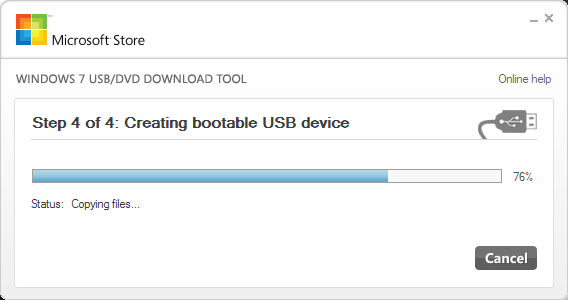 Microsoft Store
WINDOWS 7 USB/DVD DOWNLOAD TOOL
Online help
Step 4 of 4: Creating bootable USB device
76%
Status: Copying files...
Cancel